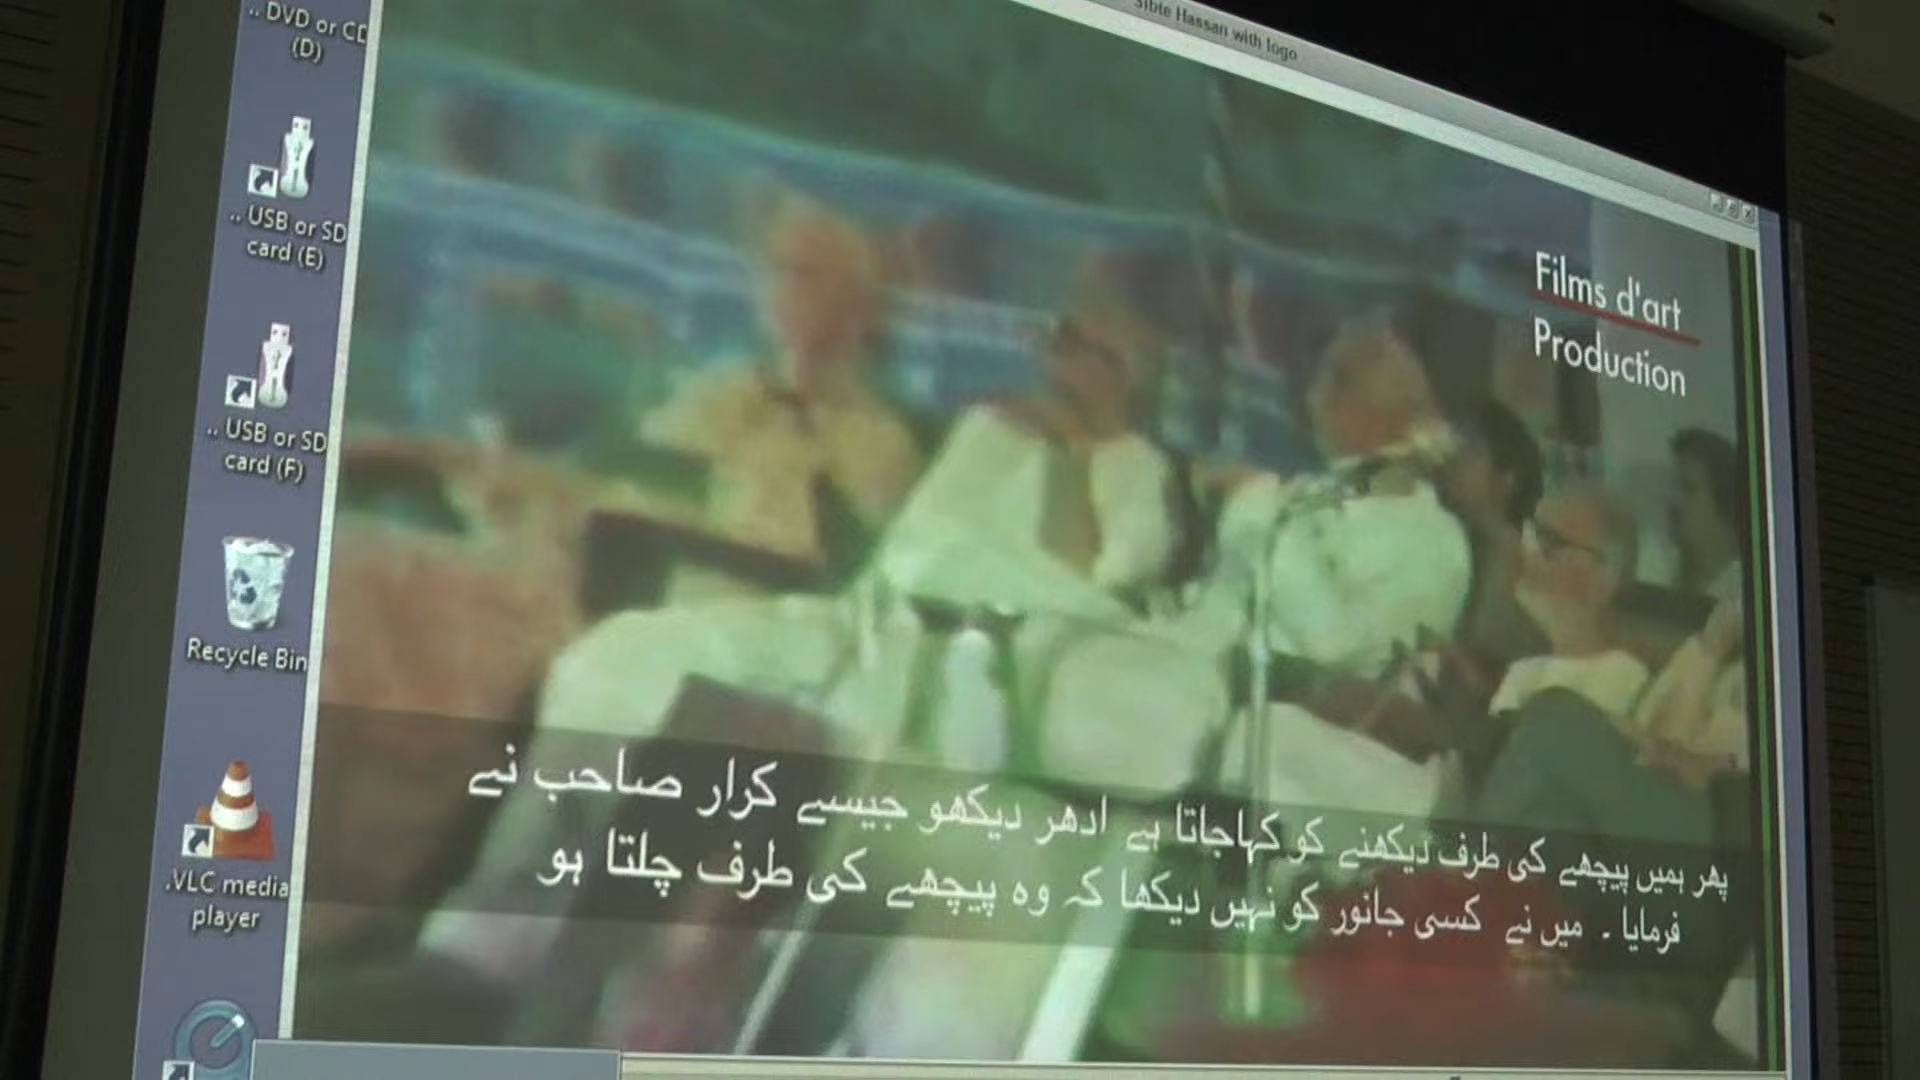 .. DVD or CD
(D)
.. USB or SD
card (E)
.. USB or SD
card (F)
Recycle Bin
.VLC media
player
Sibte Hassan with logo
Films d'art
Production
پھر ہمیں پیچھے کی طرف دیکھنے کو کہاجاتا ہے ادھر دیکھو جیسے کرار صاحب نے
فرمایا ۔ میں نے کسی جانور کو نہیں دیکھا کہ وہ پیچھے کی طرف چلتا ہو